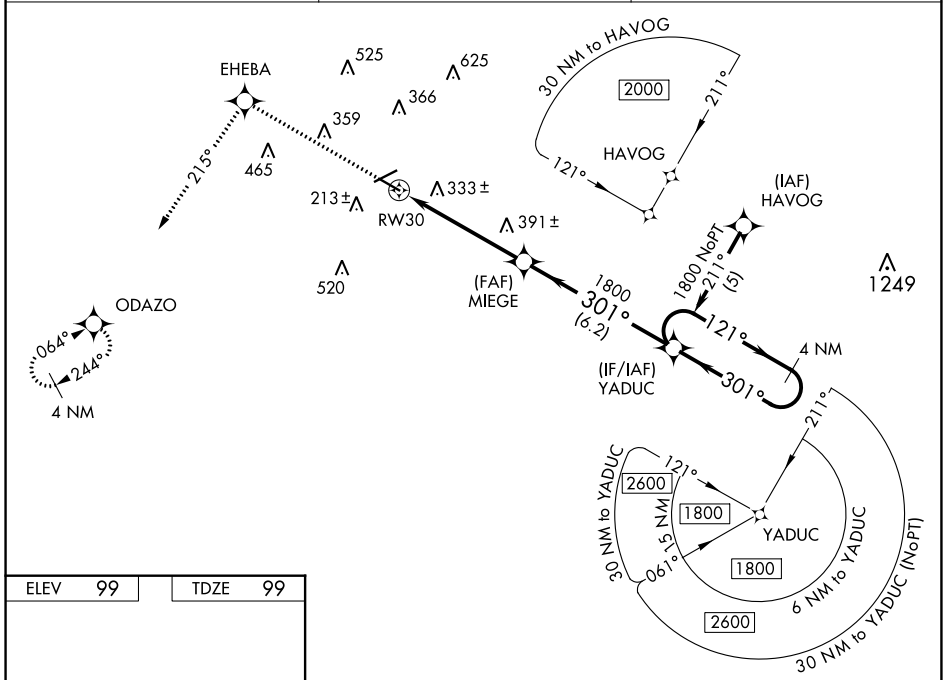 EHEBA
525
625
366
359
465
213±
333±
391±
RW30
520
215°
ODAZO
064°
244°
4 NM
30 NM to HAVOG
2000
211°
121°
HAVOG
(IAF)
HAVOG
1800 NoPT
211°
(5)
1249
(FAF)
MIEGE
1800
301°
(6.2)
(IF/IAF)
YADUC
121°
301°
4 NM
211°
30 NM to YADUC
2600
121°
15 NM
1800
061°
YADUC
1800
6 NM to YADUC
2600
30 NM to YADUC (NoPT)
ELEV 99
TDZE 99